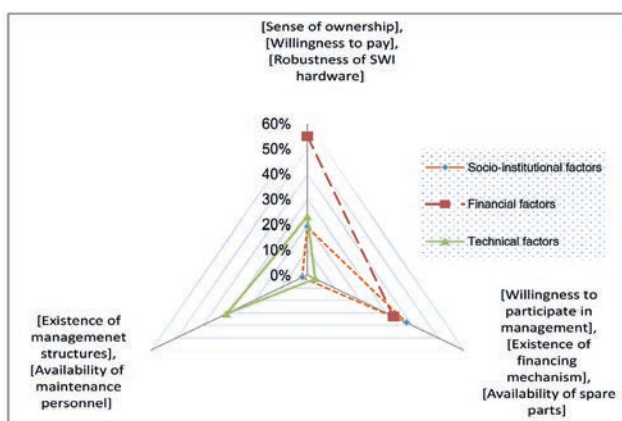 [Sense of ownership],
[Willingness to pay],
[Robustness of SWI
hardware]
60%
50%
40%
30%
20%
10%
0%
Socio-institutional factors
Financial factors
Technical factors
[Willingness to
participate in
management],
[Existence of
financing
mechanism],
[Availability of spare
parts]
[Existence of
managemenet
structures],
[Availability of
maintenance
personnel]